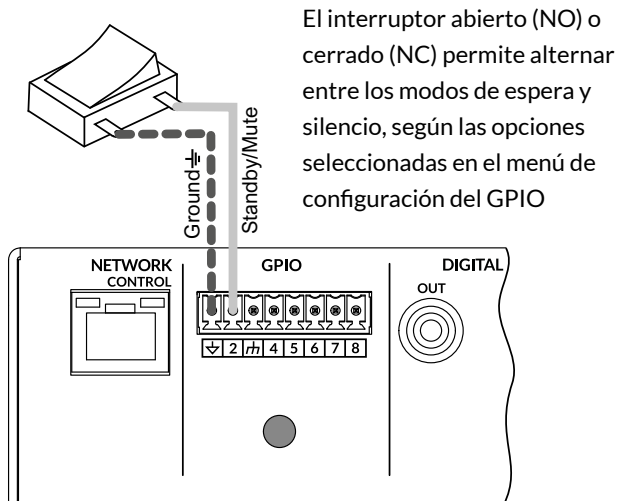 El interruptor abierto (NO) o
cerrado (NC) permite alternar
entre los modos de espera y
silencio, según las opciones
seleccionadas en el menú de
configuración del GPIO
Ground
Standby/Mute
NETWORK
CONTROL
GPIO
DIGITAL
OUT
2 4 5 6 7 8